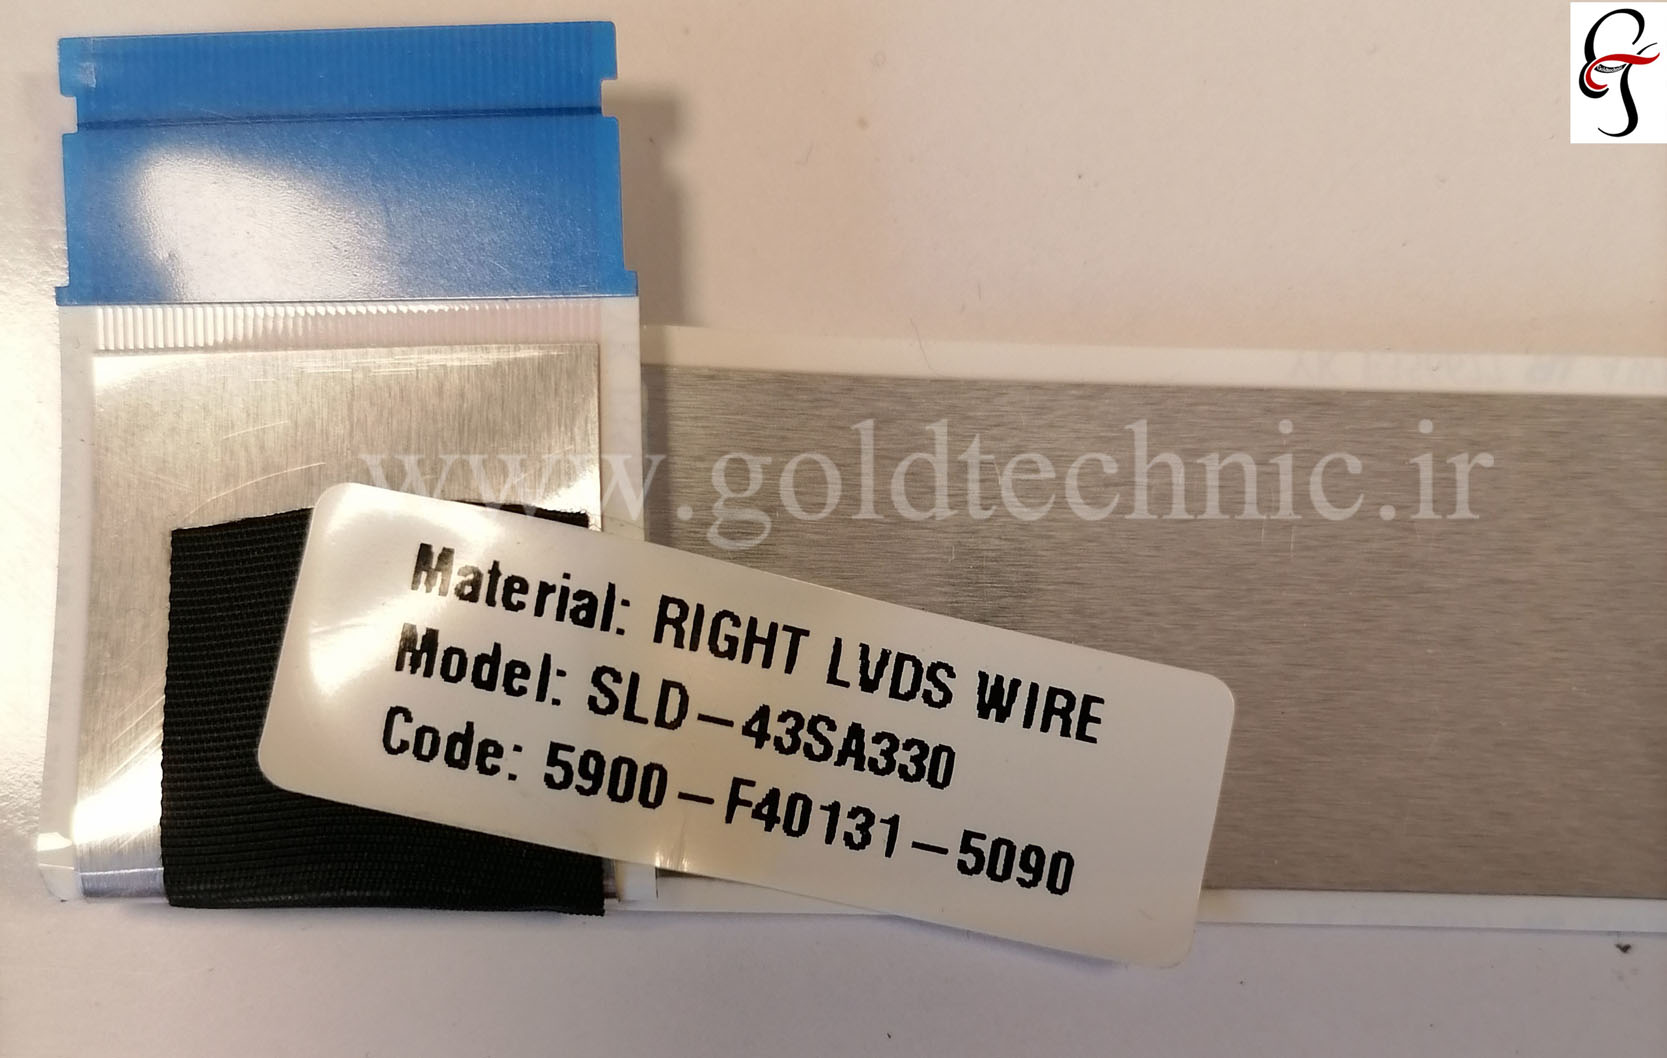 www.goldtechnic.ir
Material: RIGHT LVDS WIRE
Model: SLD-43SA330
Code: 5900-F40131-5090